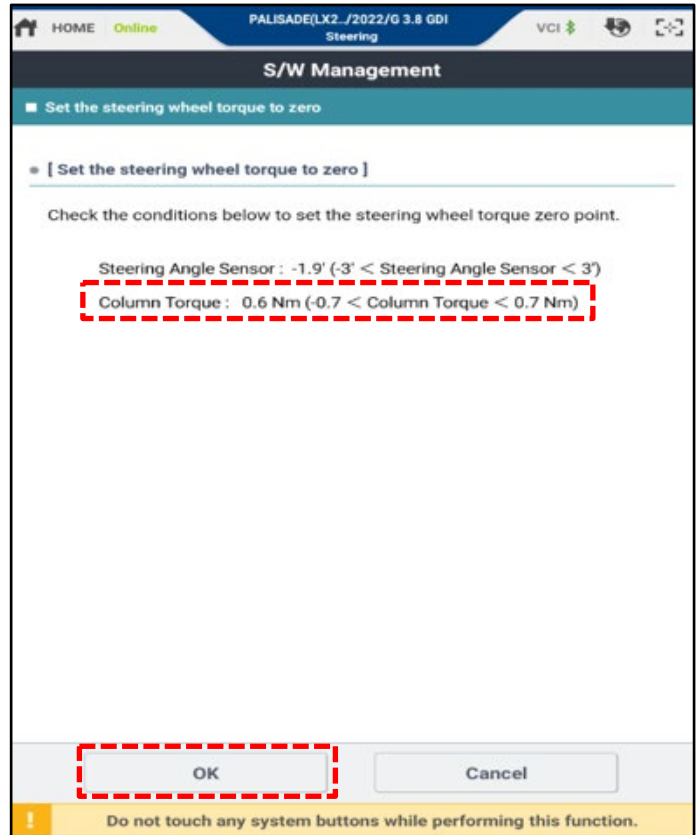 HOME Online
PALISADE(LX2../2022/G 3.8 GDI
Steering
VCI
S/W Management
Set the steering wheel torque to zero
[ Set the steering wheel torque to zero ]
Check the conditions below to set the steering wheel torque zero point.
Steering Angle Sensor : -1.9' (-3' < Steering Angle Sensor < 3')
Column Torque : 0.6 Nm (-0.7 < Column Torque < 0.7 Nm)
OK
Cancel
! Do not touch any system buttons while performing this function.